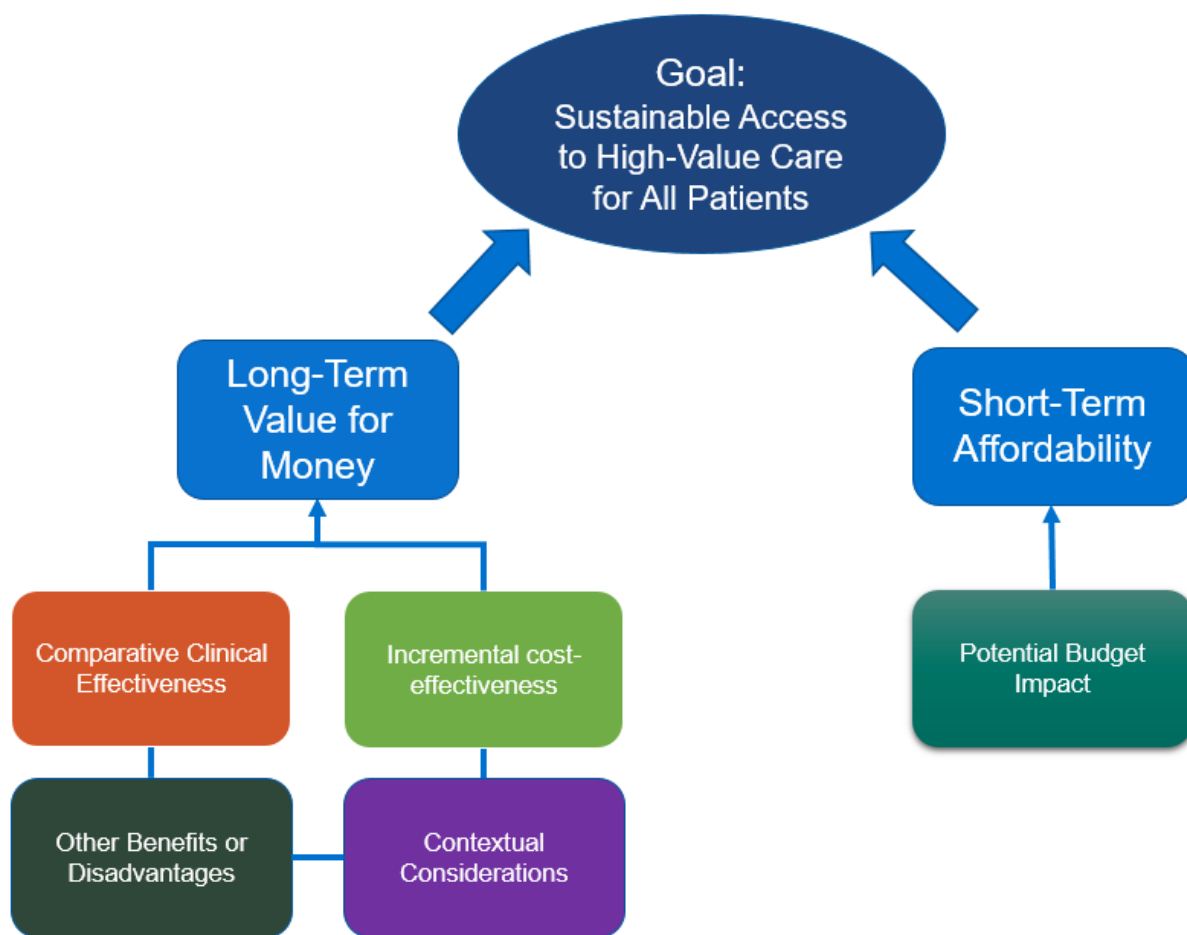 Goal:
Sustainable Access
to High-Value Care
for All Patients
Long-Term
Value for
Money
Short-Term
Affordability
Comparative Clinical
Effectiveness
Incremental cost-
effectiveness
Potential Budget
Impact
Other Benefits or
Disadvantages
Contextual
Considerations